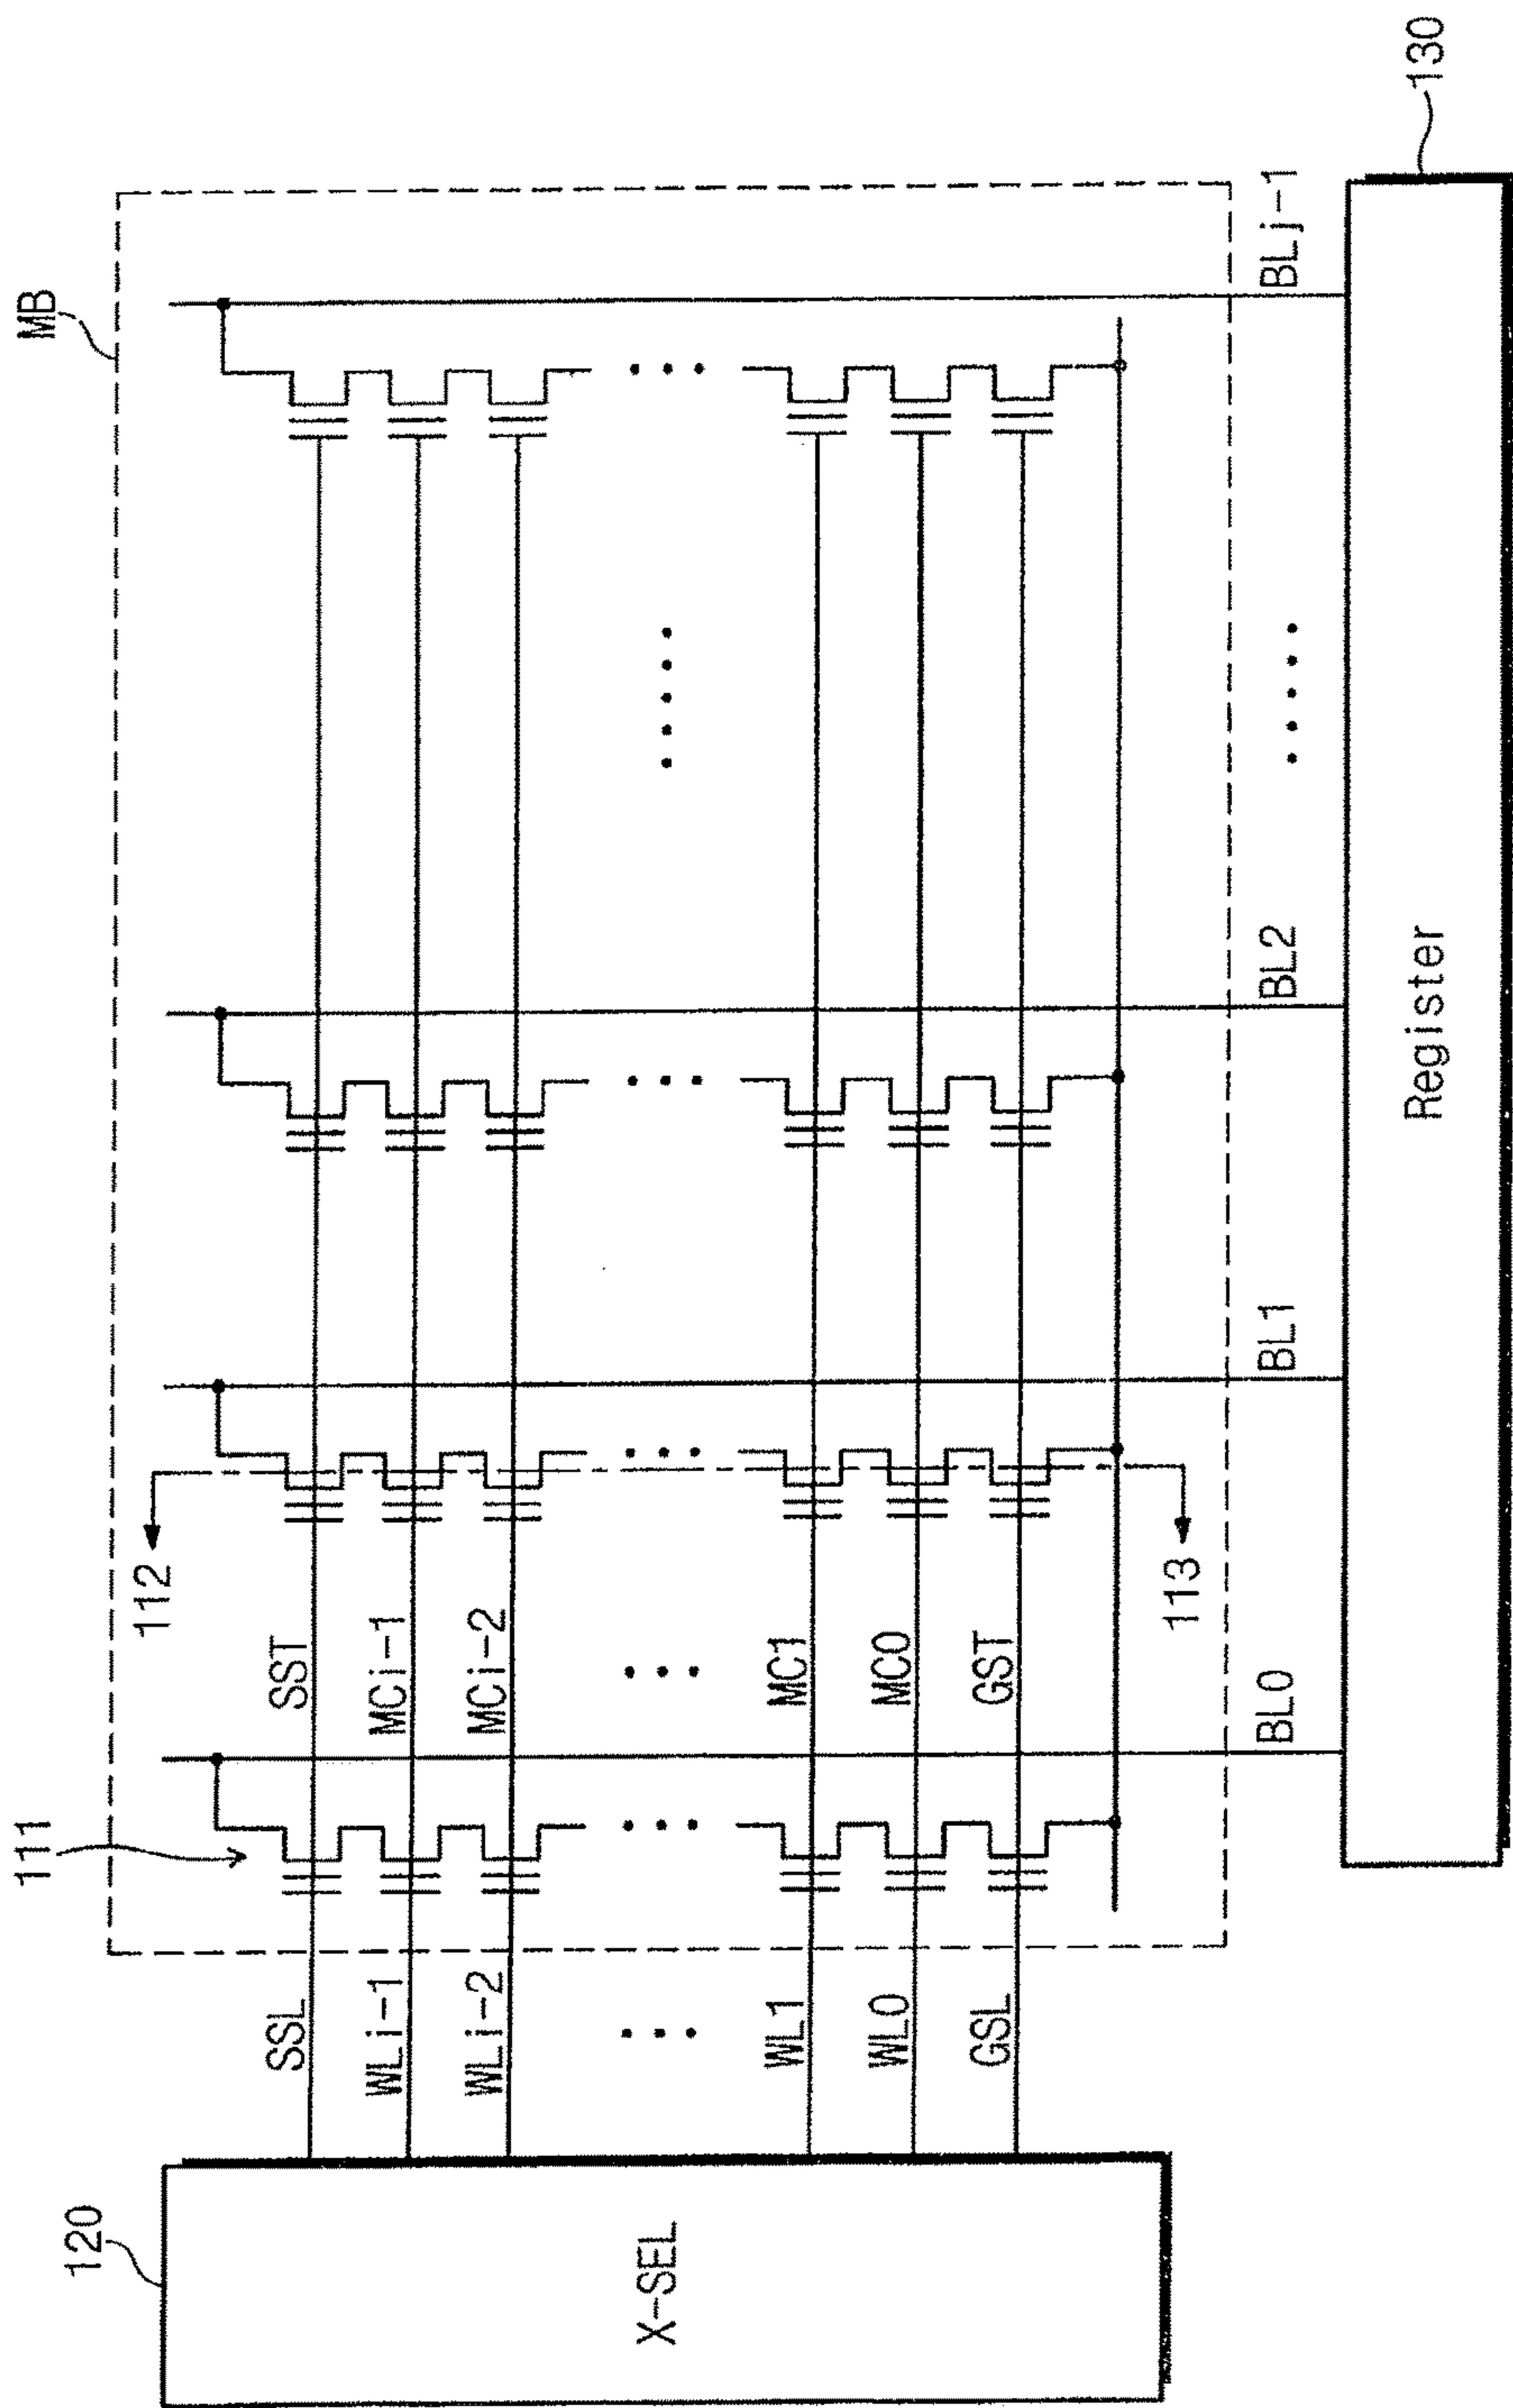 MB
111
112
113
120
130
SSL
WLi-1
WLi-2
WL1
WL0
GSL
SST
MCi-1
MCi-2
MC1
MC0
GST
BL0
BL1
BL2
BLj-1
X-SEL
Register